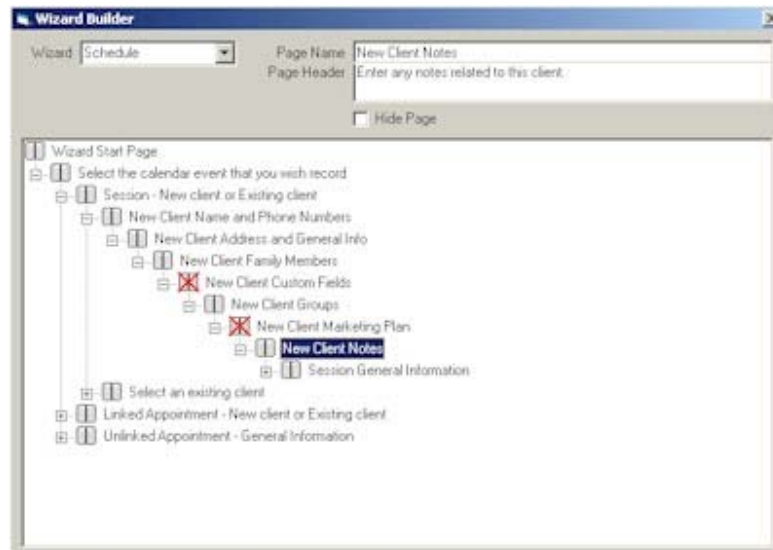 Wizard Builder
Wizard Schedule Page Name New Client Notes
Page Header Enter any notes related to this client.
Hide Page
Wizard Start Page
Select the calendar event that you wish record
Session - New client or Existing client
New Client Name and Phone Numbers
New Client Address and General Info
New Client Family Members
New Client Custom Fields
New Client Groups
New Client Marketing Plan
New Client Notes
Session General Information
Select an existing client
Linked Appointment - New client or Existing client
Unlinked Appointment - General Information